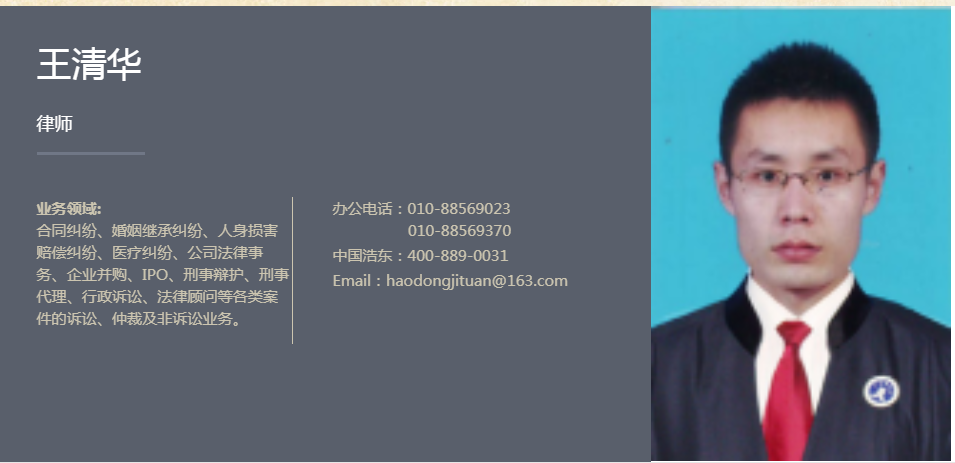 王清华
律师
业务领域:
合同纠纷、婚姻继承纠纷、人身损害
赔偿纠纷、医疗纠纷、公司法律事
务、企业并购、IPO、刑事辩护、刑事
代理、行政诉讼、法律顾问等各类案
件的诉讼、仲裁及非诉讼业务。
办公电话：010-88569023
010-88569370
中国浩东：400-889-0031
Email：haodongjituan@163.com